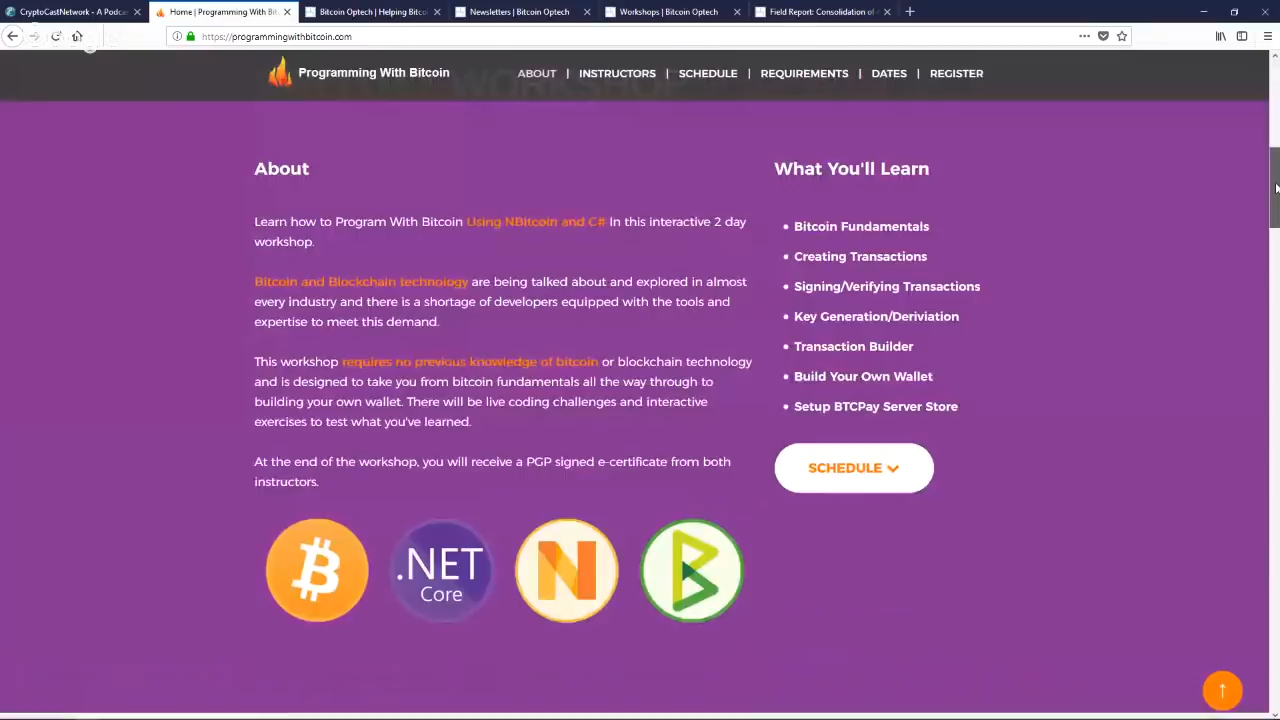 CryptoCastNetwork - A Podca
Home | Programming With Bit
Bitcoin Optech | Helping Bitco
Newsletters | Bitcoin Optech
Workshops | Bitcoin Optech
Field Report: Consolidation of
https://programmingwithbitcoin.com
Programming With Bitcoin
ABOUT | INSTRUCTORS | SCHEDULE | REQUIREMENTS | DATES | REGISTER
WORKSHOP
About
Learn how to Program With Bitcoin Using NBitcoin and C# In this interactive 2 day
workshop.
Bitcoin and Blockchain technology are being talked about and explored in almost
every industry and there is a shortage of developers equipped with the tools and
expertise to meet this demand.
This workshop requires no previous knowledge of bitcoin or blockchain technology
and is designed to take you from bitcoin fundamentals all the way through to
building your own wallet. There will be live coding challenges and interactive
exercises to test what you've learned.
At the end of the workshop, you will receive a PGP signed e-certificate from both
instructors.
.NET
Core
What You'll Learn
• Bitcoin Fundamentals
• Creating Transactions
• Signing/Verifying Transactions
• Key Generation/Deriviation
• Transaction Builder
• Build Your Own Wallet
• Setup BTCPay Server Store
SCHEDULE